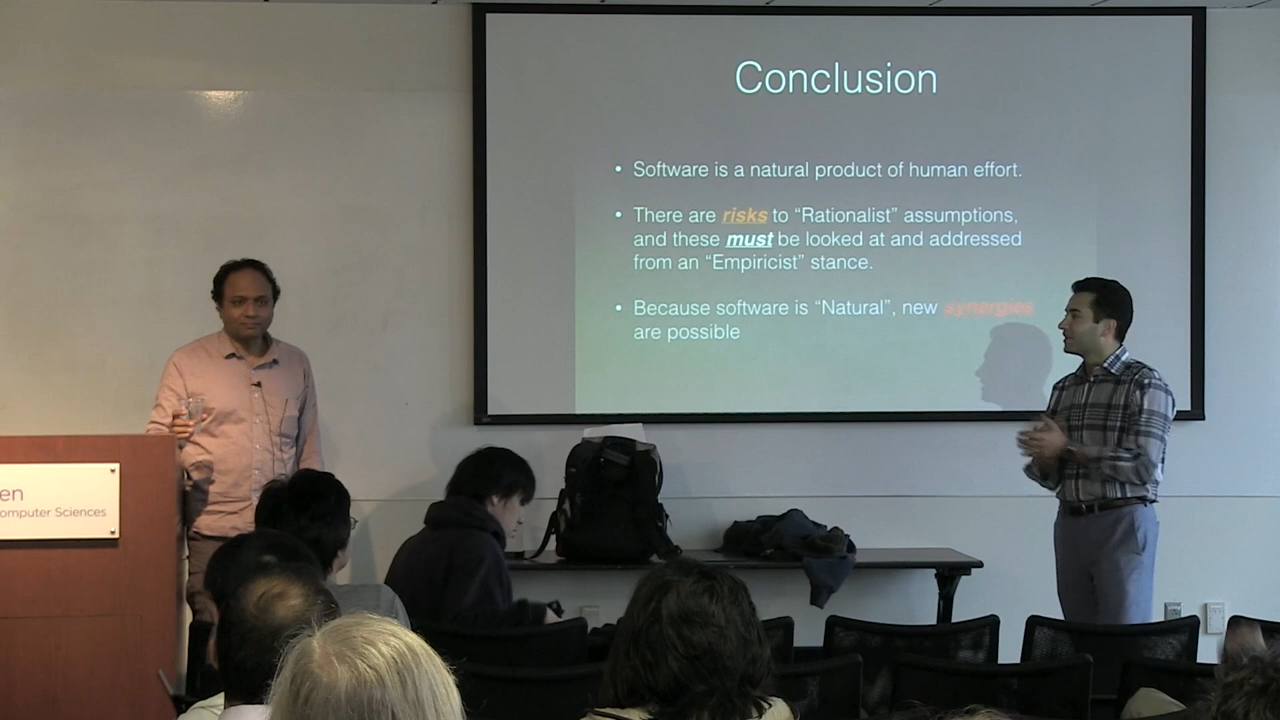 Conclusion
• Software is a natural product of human effort.
• There are risks to “Rationalist” assumptions,
and these must be looked at and addressed
from an “Empiricist” stance.
• Because software is “Natural”, new synergies
are possible
en
omputer Sciences